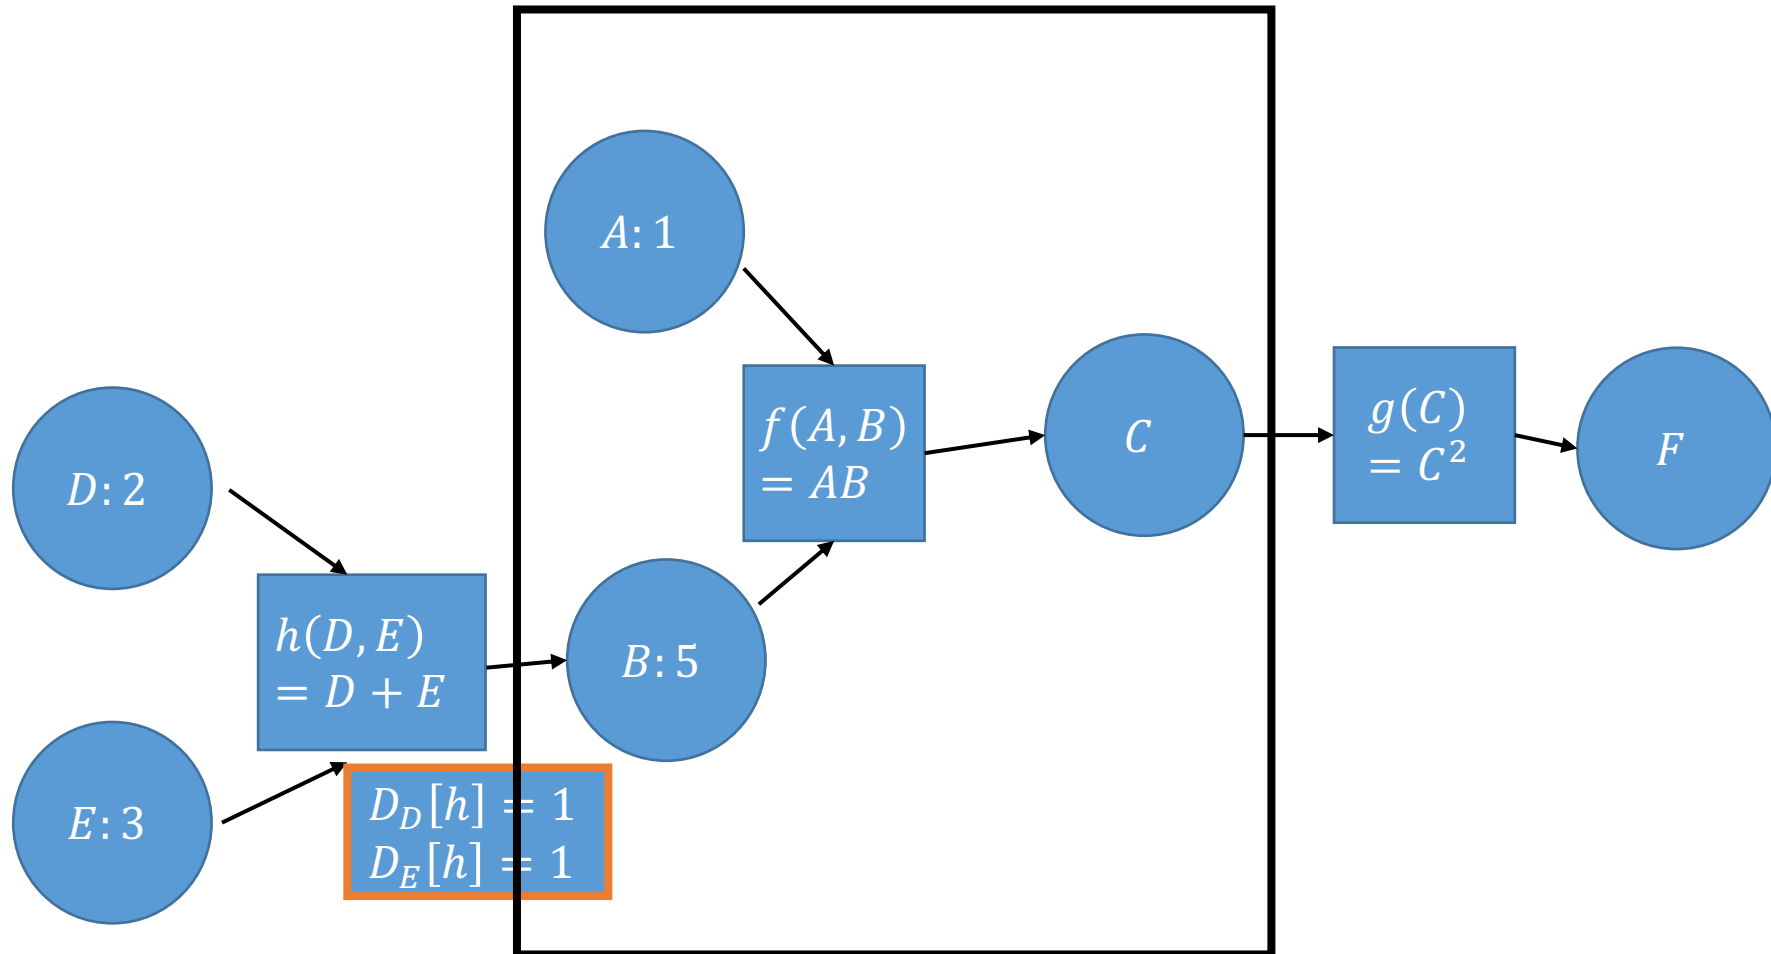 A: 1
D: 2
f(A, B)
= AB
C
g(C)
= C²
F
h(D, E)
= D + E
B: 5
E: 3
D_D[h] = 1
D_E[h] = 1